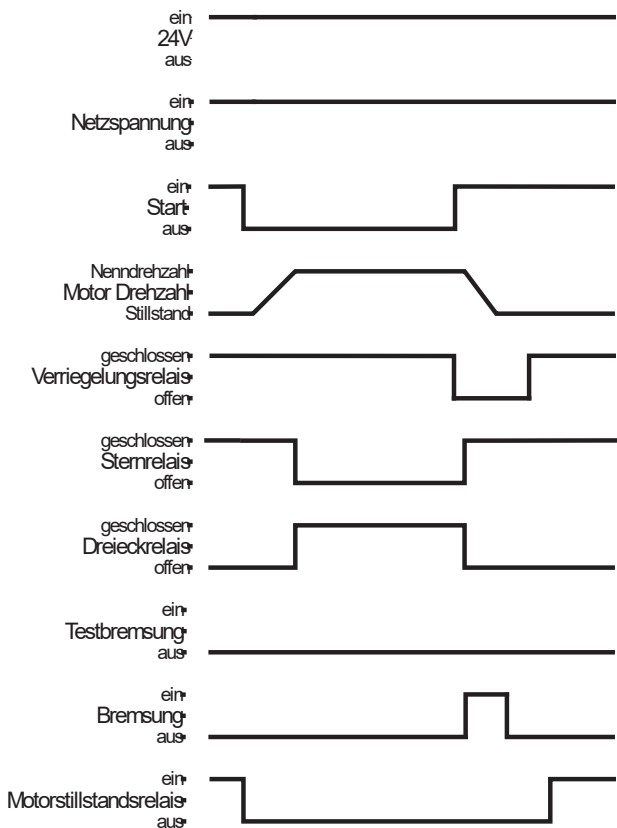 ein
24V
aus
ein
Netzspannung
aus
ein
Start
aus
Nenndrehzahl
Motor Drehzahl
Stillstand
geschlossen
Verriegelungsrelais
offen
geschlossen
Sternrelais
offen
geschlossen
Dreieckrelais
offen
ein
Testbremsung
aus
ein
Bremsung
aus
ein
Motorstillstandsrelais
aus